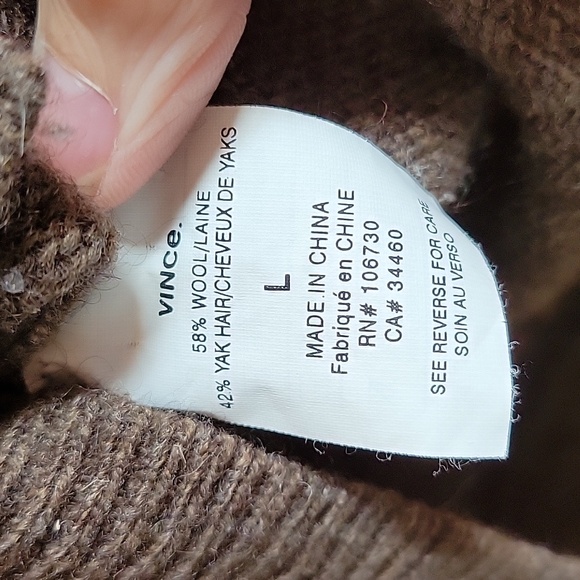 VINCE.
58% WOOL/LAINE
42% YAK HAIR/CHEVEUX DE YAKS
L
MADE IN CHINA
Fabriqué en CHINE
RN# 106730
CA# 34460
SEE REVERSE FOR CARE
SOIN AU VERSO